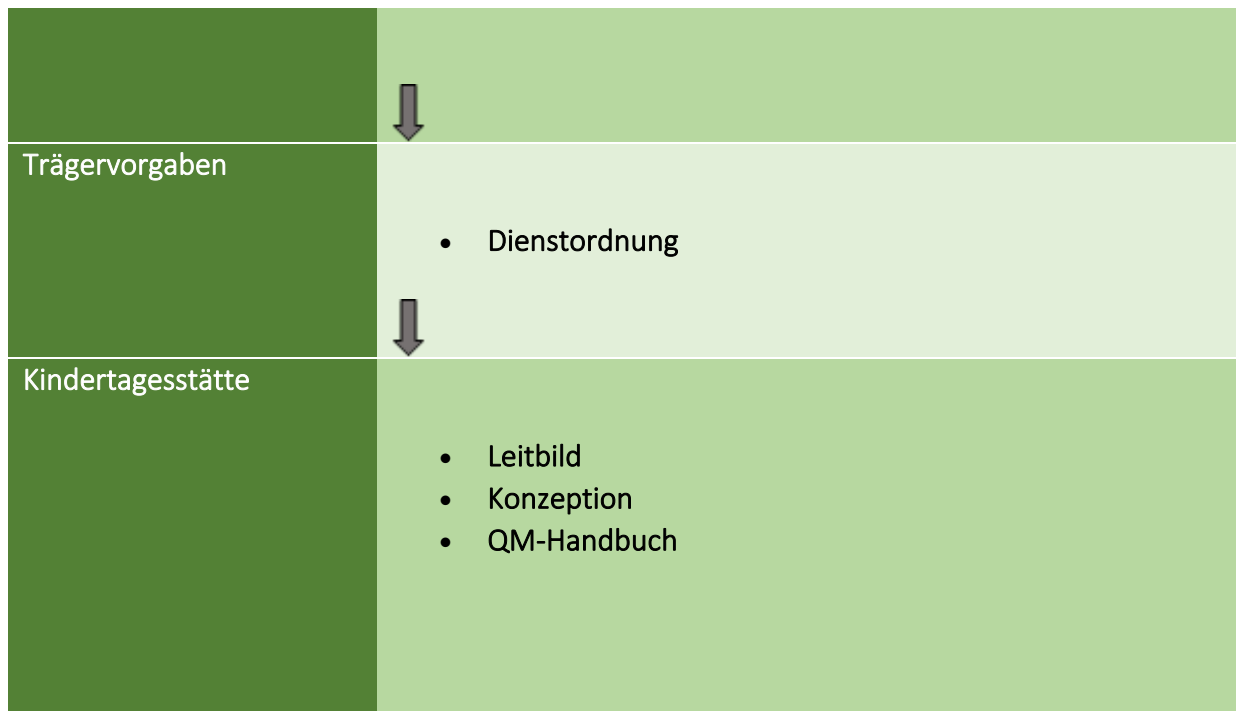 Trägervorgaben
• Dienstordnung
Kindertagesstätte
• Leitbild
• Konzeption
• QM-Handbuch